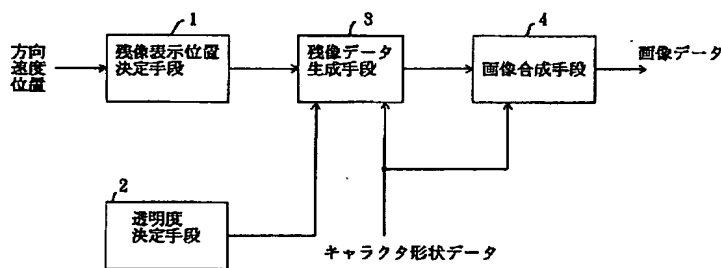 1
3
4
方向
速度
位置
残像表示位置
決定手段
残像データ
生成手段
画像合成手段
画像データ
2
透明度
決定手段
キャラクタ形状データ